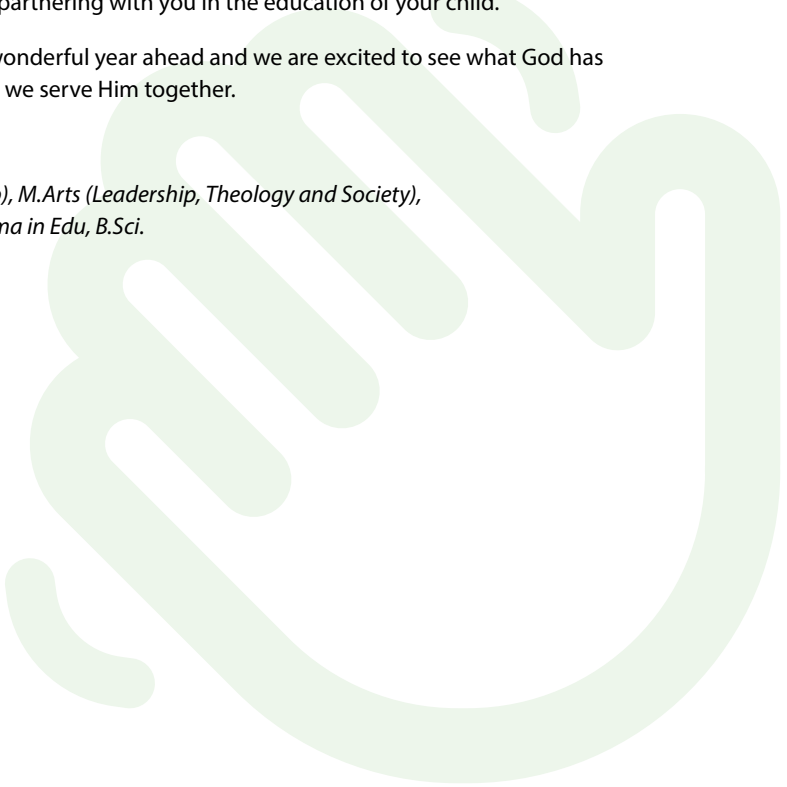 partnering with you in the education of your child.
wonderful year ahead and we are excited to see what God has
we serve Him together.
), M.Arts (Leadership, Theology and Society),
ma in Edu, B.Sci.